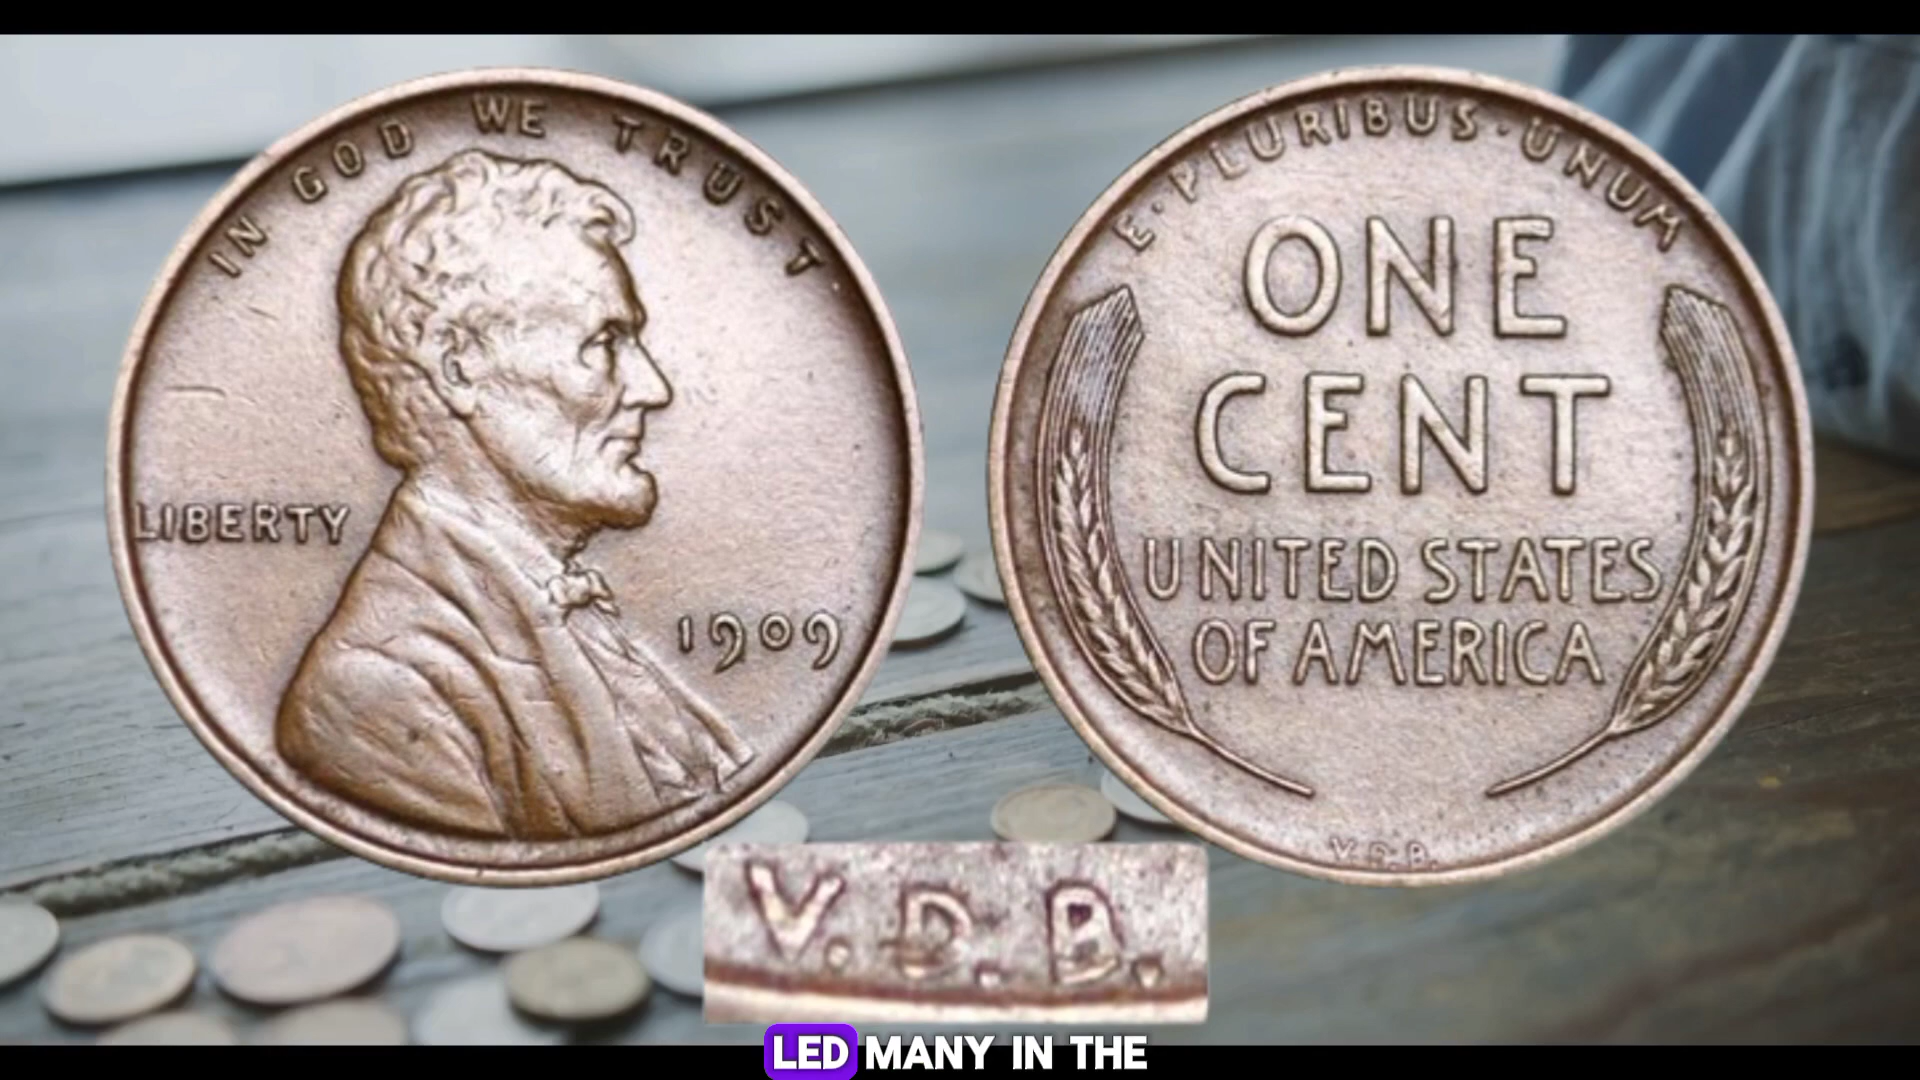 IN GOD WE TRUST
LIBERTY
1909
E·PLURIBUS·UNUM
ONE
CENT
UNITED STATES
OF AMERICA
V.D.B.
V.D.B.
LED MANY IN THE